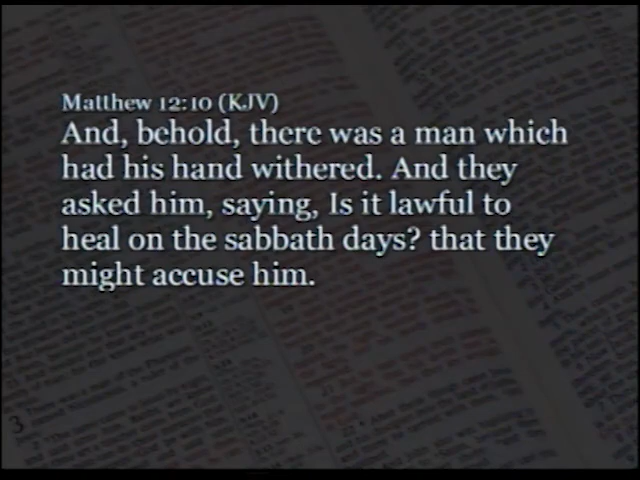 Matthew 12:10 (KJV)
And, behold, there was a man which
had his hand withered. And they
asked him, saying, Is it lawful to
heal on the sabbath days? that they
might accuse him.